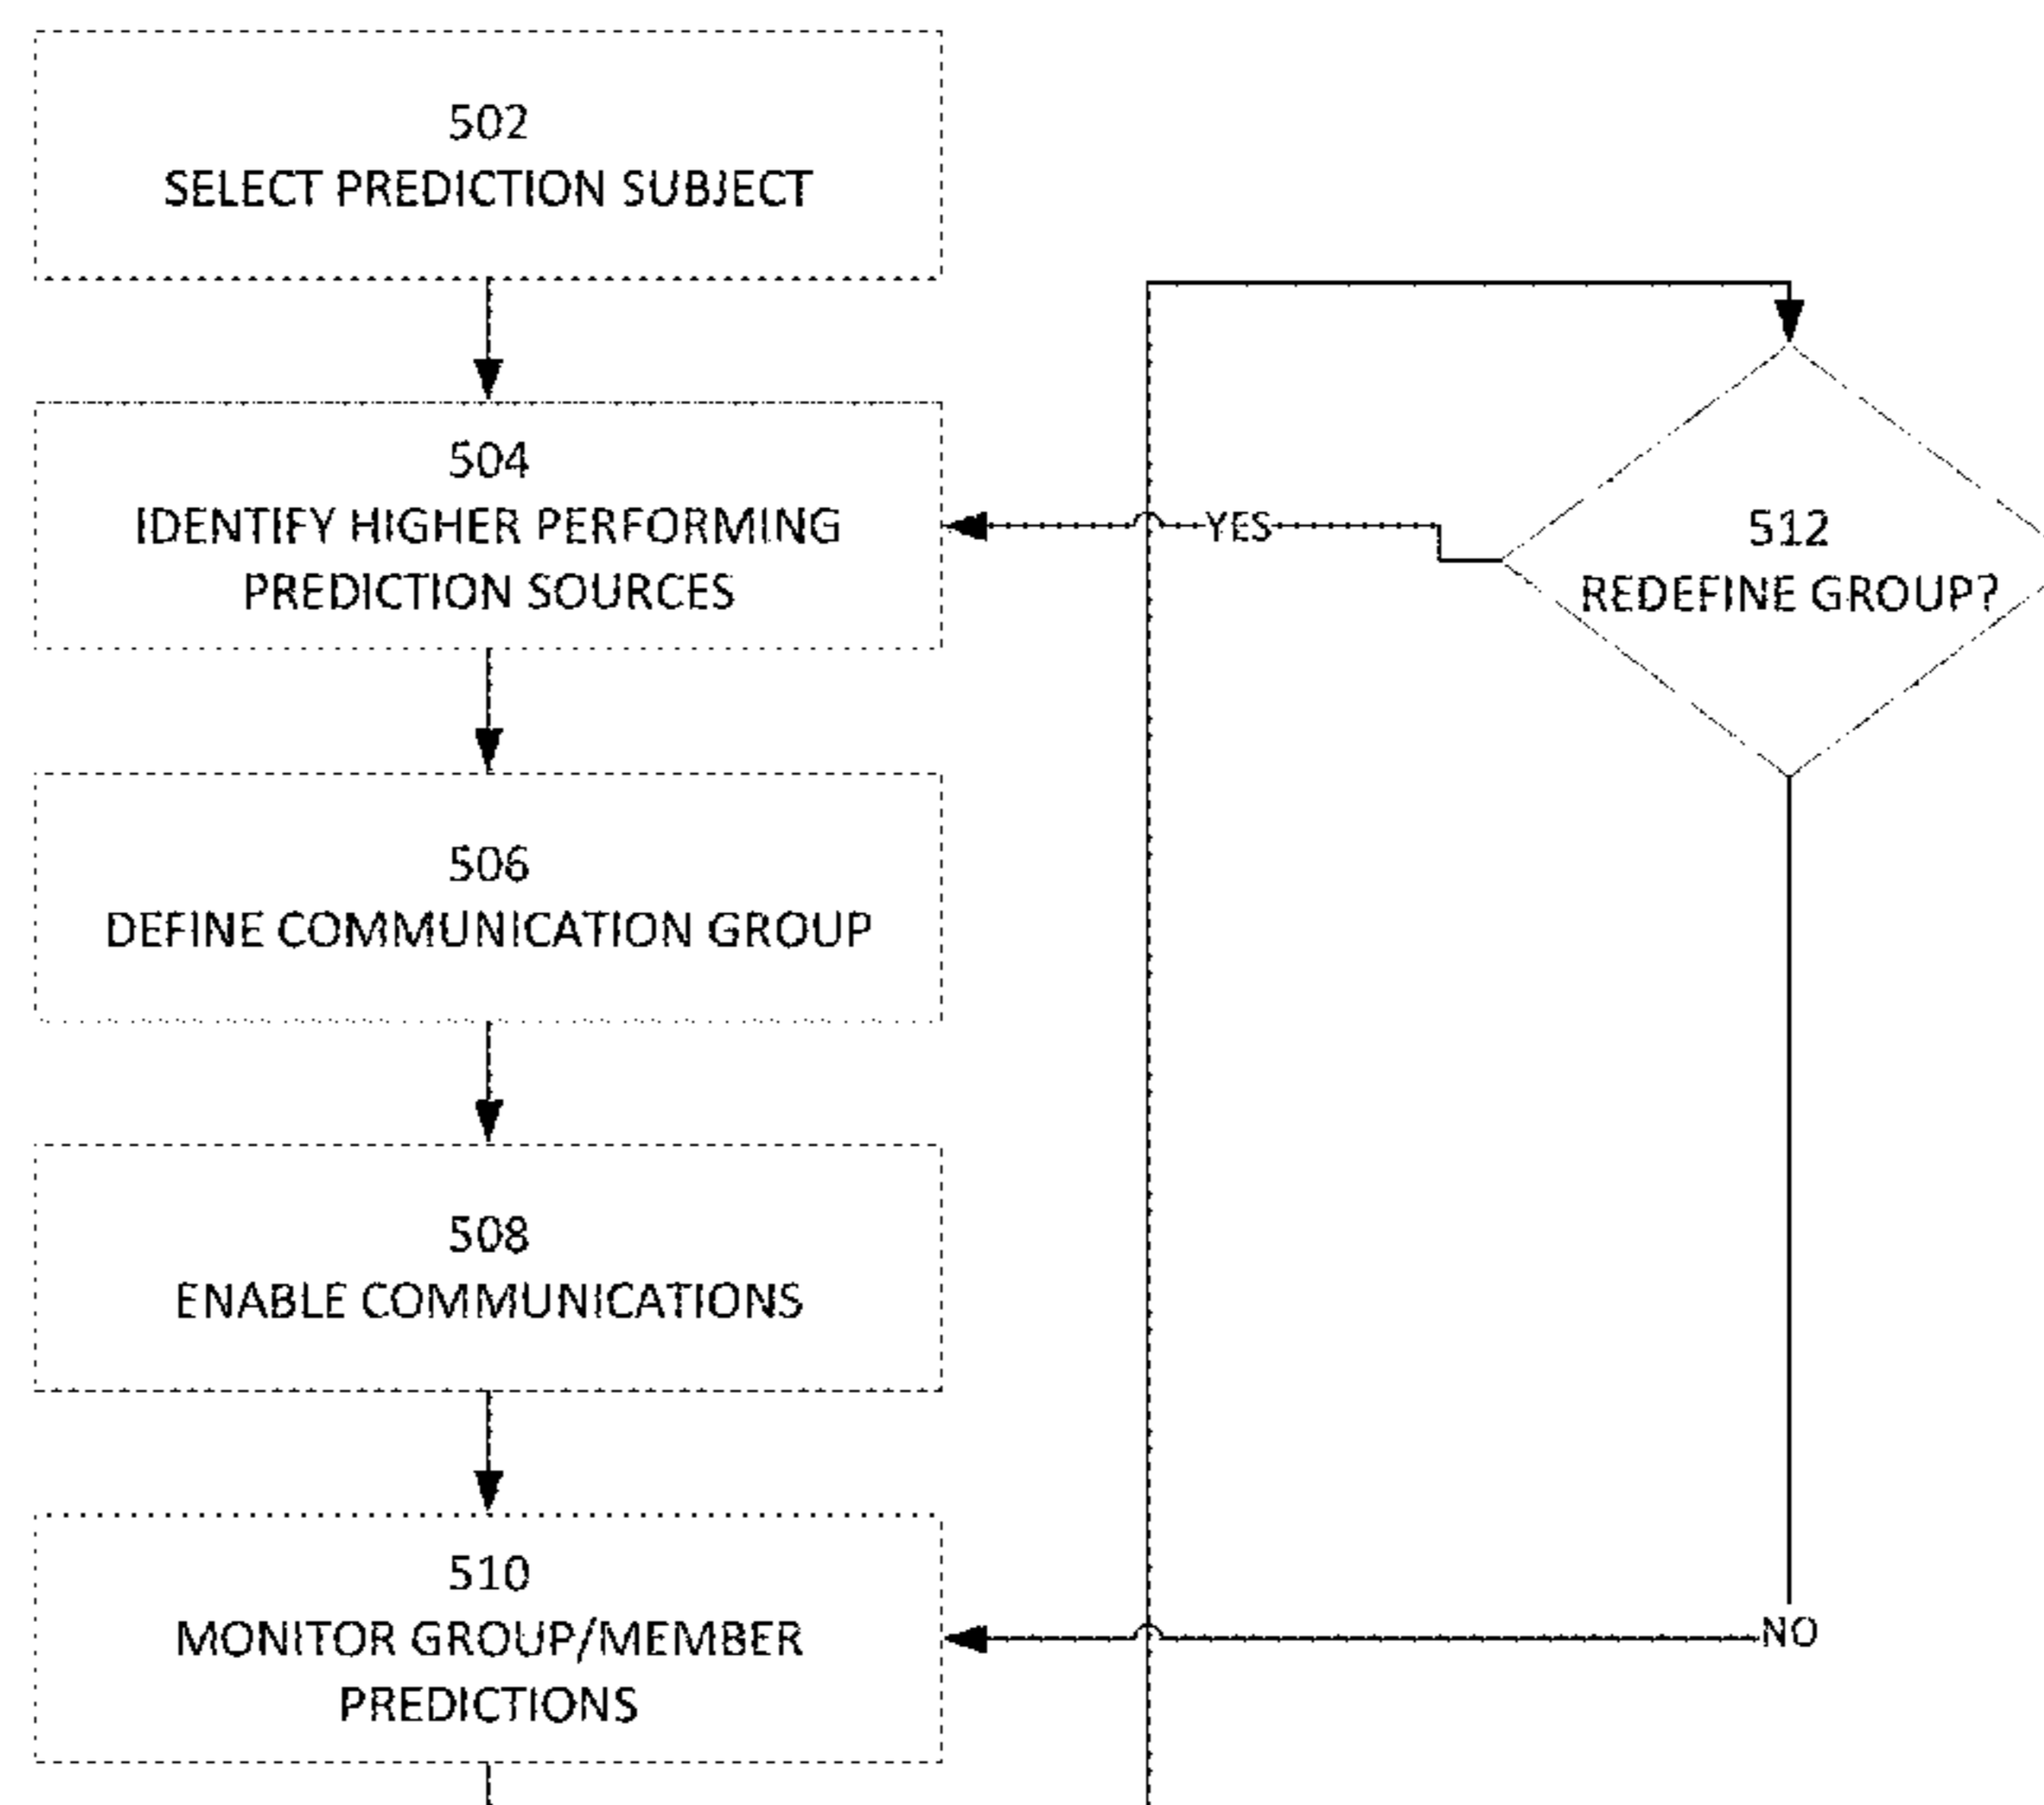 502
SELECT PREDICTION SUBJECT
504
IDENTIFY HIGHER PERFORMING
PREDICTION SOURCES
YES
512
REDEFINE GROUP?
506
DEFINE COMMUNICATION GROUP
508
ENABLE COMMUNICATIONS
510
MONITOR GROUP/MEMBER
PREDICTIONS
NO